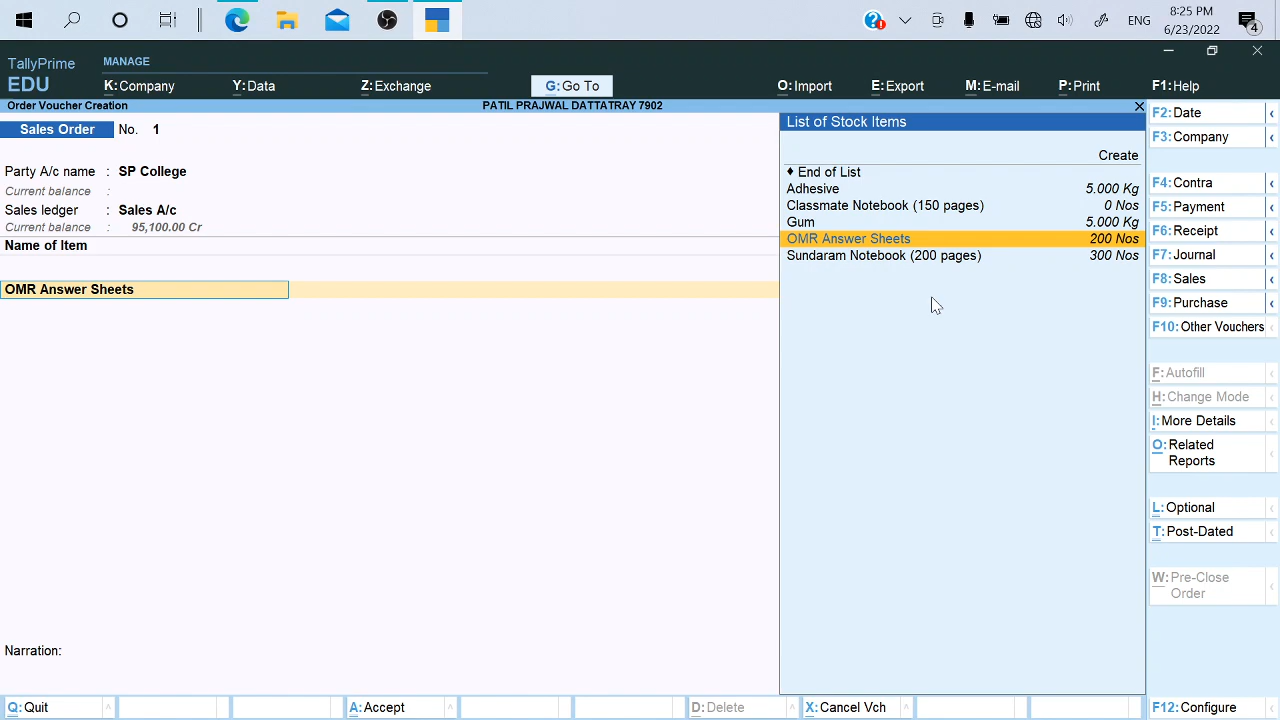 ENG
8:25 PM
6/23/2022
4
TallyPrime
EDU
MANAGE
K:Company
Y:Data
Z:Exchange
G:Go To
O:Import
E:Export
M:E-mail
P:Print
F1:Help
Order Voucher Creation
PATIL PRAJWAL DATTATRAY 7902
Sales Order No. 1
Party A/c name : SP College
Current balance :
Sales ledger : Sales A/c
Current balance : 95,100.00 Cr
Name of Item
OMR Answer Sheets
Narration:
List of Stock Items
Create
♦ End of List
Adhesive 5.000 Kg
Classmate Notebook (150 pages) 0 Nos
Gum 5.000 Kg
OMR Answer Sheets 200 Nos
Sundaram Notebook (200 pages) 300 Nos
F2:Date
F3:Company
F4:Contra
F5:Payment
F6:Receipt
F7:Journal
F8:Sales
F9:Purchase
F10:Other Vouchers
F:Autofill
H:Change Mode
I:More Details
O:Related
Reports
L:Optional
T:Post-Dated
W:Pre-Close
Order
Q:Quit
A:Accept
D:Delete
X:Cancel Vch
F12:Configure